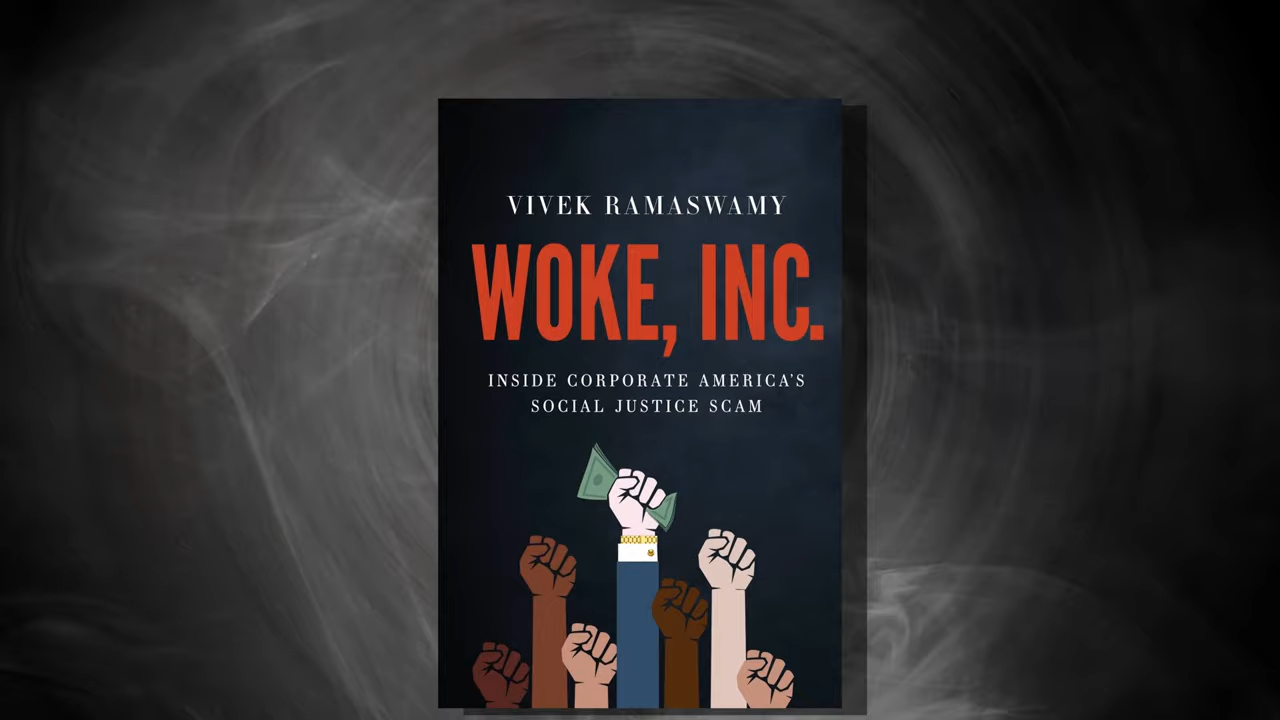 VIVEK RAMASWAMY
WOKE, INC.
INSIDE CORPORATE AMERICA'S
SOCIAL JUSTICE SCAM